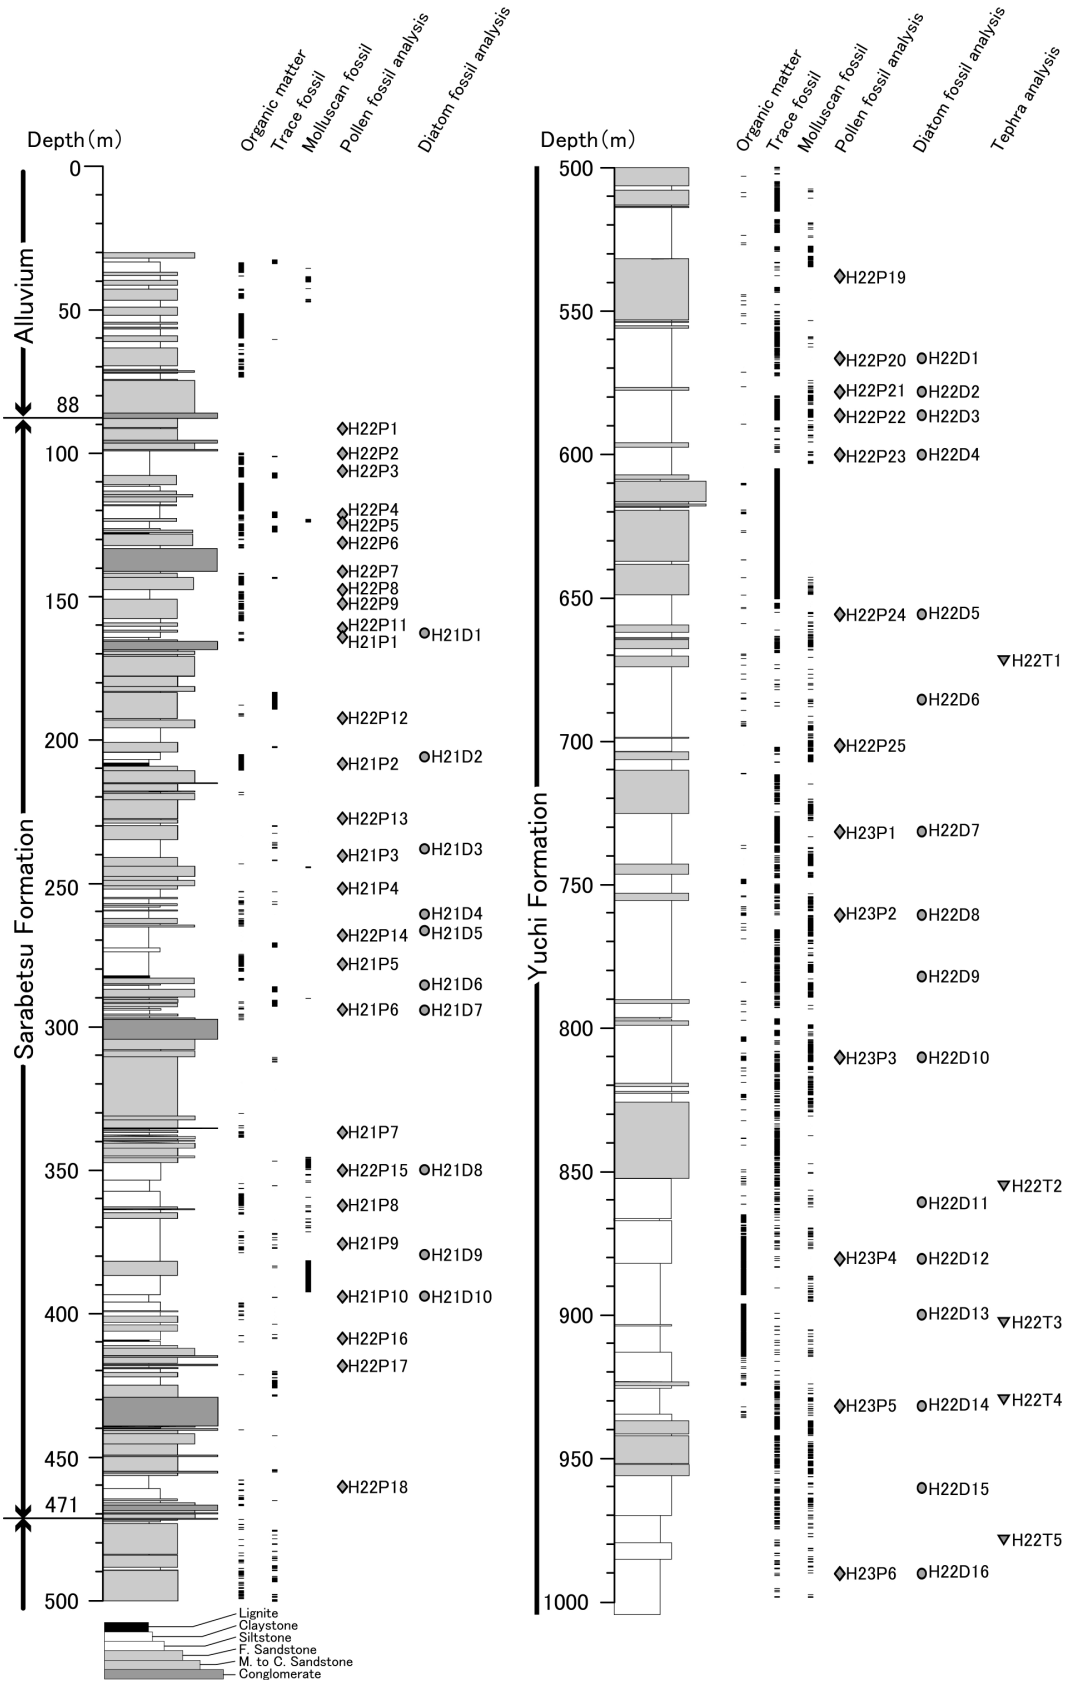 Organic matter
Trace fossil
Molluscan fossil
Pollen fossil analysis
Diatom fossil analysis
Depth(m)
0
50
88
100
150
200
250
300
350
400
450
471
500
Alluvium
Sarabetsu Formation
H22P1
H22P2
H22P3
H22P4
H22P5
H22P6
H22P7
H22P8
H22P9
H22P11
H21P1
H22P12
H21P2
H22P13
H21P3
H21P4
H22P14
H21P5
H21P6
H21P7
H22P15
H21P8
H21P9
H21P10
H22P16
H22P17
H22P18
H21D1
H21D2
H21D3
H21D4
H21D5
H21D6
H21D7
H21D8
H21D9
H21D10
Lignite
Claystone
Siltstone
F. Sandstone
M. to C. Sandstone
Conglomerate
Organic matter
Trace fossil
Molluscan fossil
Pollen fossil analysis
Diatom fossil analysis
Tephra analysis
Depth(m)
500
550
600
650
700
750
800
850
900
950
1000
Yuchi Formation
H22P19
H22P20
H22P21
H22P22
H22P23
H22P24
H22P25
H23P1
H23P2
H23P3
H23P4
H23P5
H23P6
H22D1
H22D2
H22D3
H22D4
H22D5
H22D6
H22D7
H22D8
H22D9
H22D10
H22D11
H22D12
H22D13
H22D14
H22D15
H22D16
H22T1
H22T2
H22T3
H22T4
H22T5